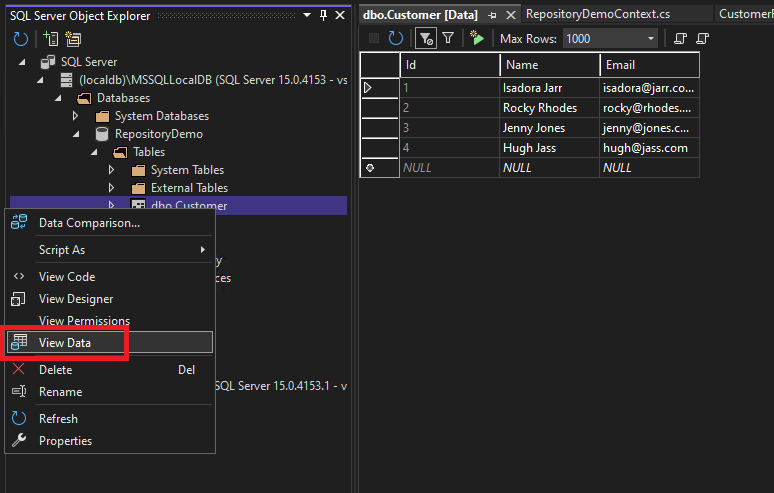 SQL Server Object Explorer
SQL Server
(localdb)\MSSQLLocalDB (SQL Server 15.0.4153 - vs
Databases
System Databases
RepositoryDemo
Tables
System Tables
External Tables
dbo.Customer
Data Comparison...
Script As
View Code
View Designer
View Permissions
View Data
Delete Del
Rename
Refresh
Properties
SQL Server 15.0.4153.1 - v
dbo.Customer [Data]
RepositoryDemoContext.cs
Max Rows: 1000
Id Name Email
1 Isadora Jarr isadora@jarr.co...
2 Rocky Rhodes rocky@rhodes....
3 Jenny Jones jenny@jones.c...
4 Hugh Jass hugh@jass.com
NULL NULL NULL